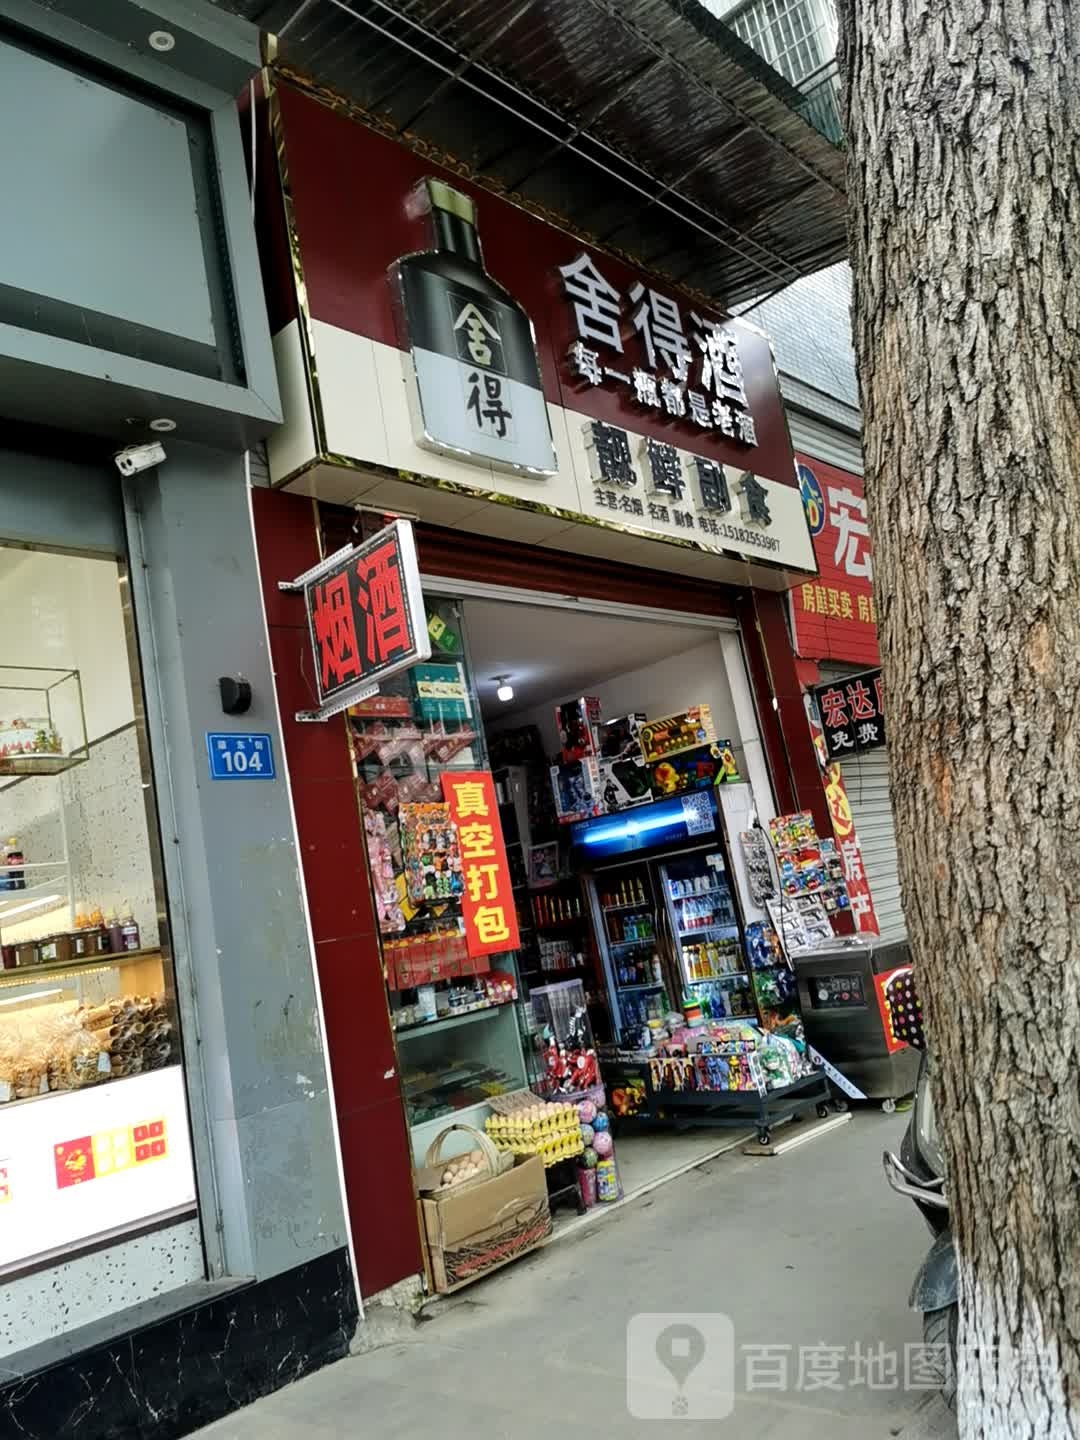 舍得
舍得酒
每一瓶都是老酒
靓鲜副食
主营:名烟 名酒 副食 电话:15182553987
烟酒
104
真空打包
宏
房屋买卖 房
宏达房
免费
房产
百度地图